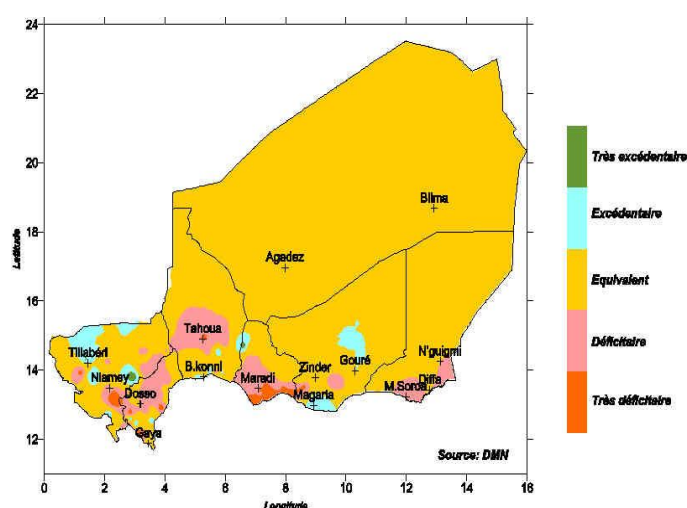 24
22
20
18
16
14
12
Latitude
0 2 4 6 8 10 12 14 16
Longitude
Bilma
Agadez
Tahoua
Tillabéri
B.konni
N'guigmi
Zinder
Gouré
Niamey
Maradi
Diffa
Dosso
M.Soroa
Magaria
Gaya
Source: DMN
Très excédentaire
Excédentaire
Equivalent
Déficitaire
Très déficitaire